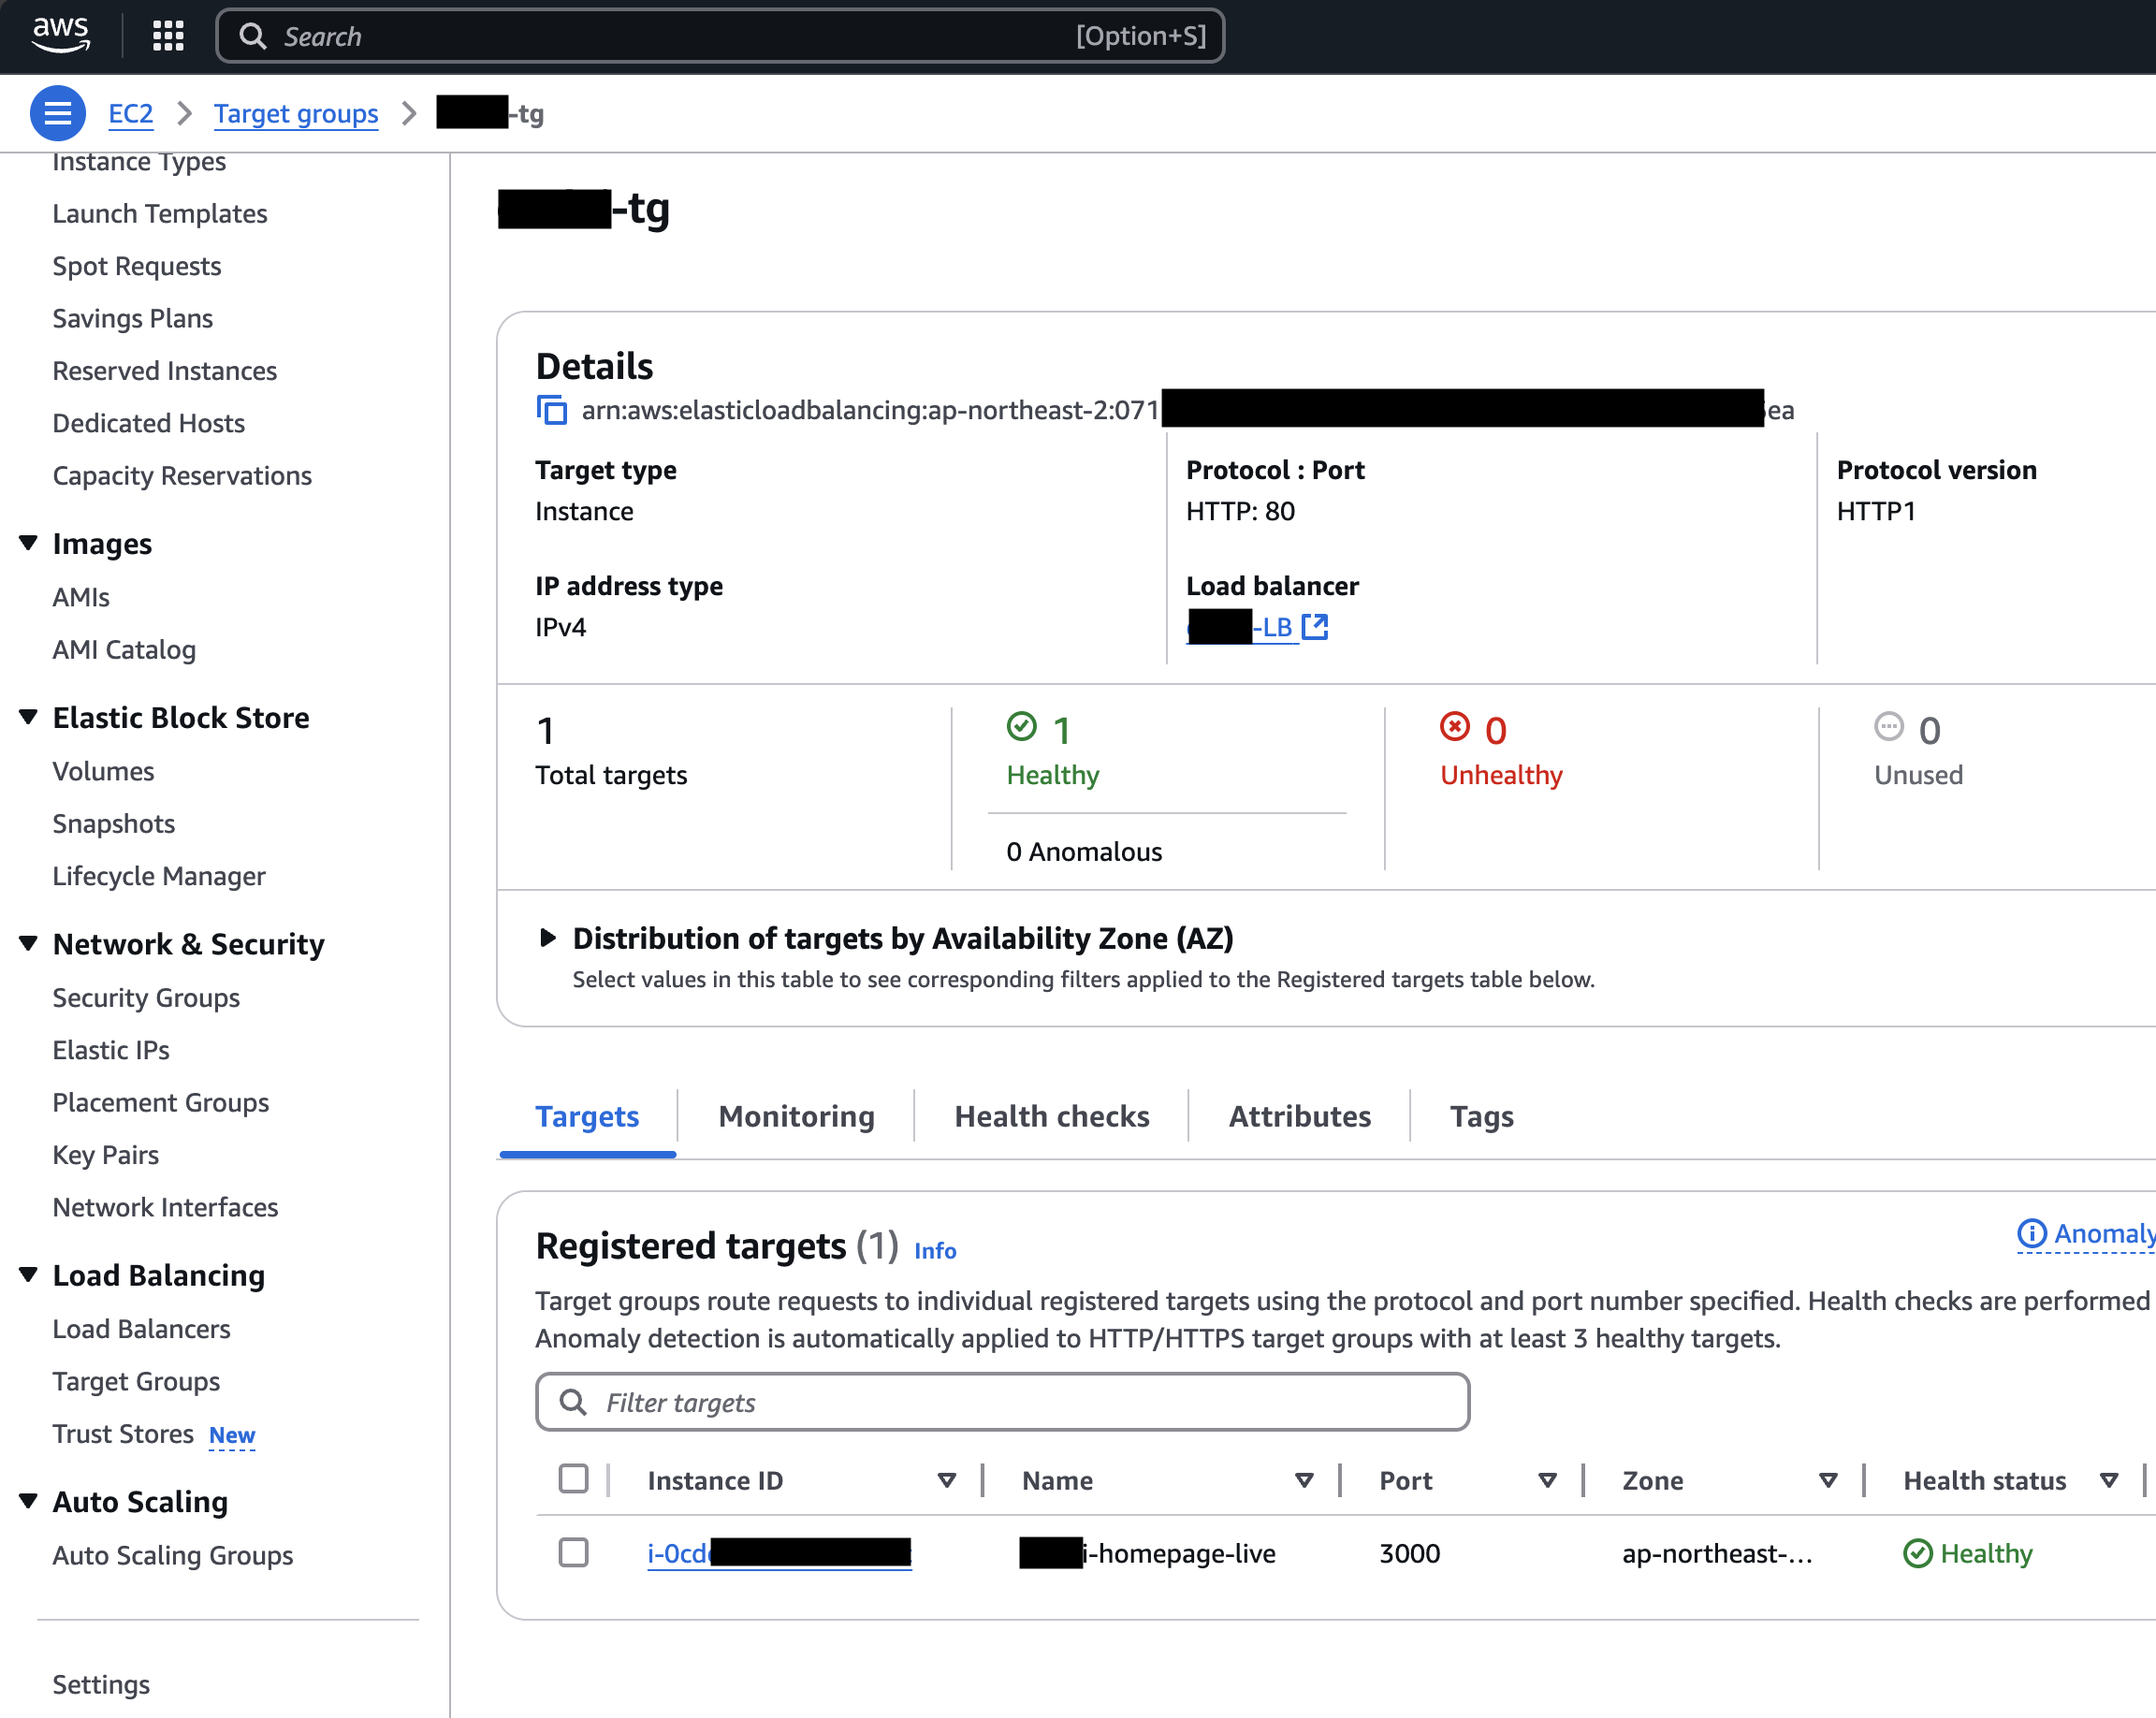 aws
Search [Option+S]
EC2 > Target groups > -tg
Instance Types
Launch Templates
Spot Requests
Savings Plans
Reserved Instances
Dedicated Hosts
Capacity Reservations
Images
AMIs
AMI Catalog
Elastic Block Store
Volumes
Snapshots
Lifecycle Manager
Network & Security
Security Groups
Elastic IPs
Placement Groups
Key Pairs
Network Interfaces
Load Balancing
Load Balancers
Target Groups
Trust Stores New
Auto Scaling
Auto Scaling Groups
Settings
-tg
Details
arn:aws:elasticloadbalancing:ap-northeast-2:071 ea
Target type
Instance
Protocol : Port
HTTP: 80
Protocol version
HTTP1
IP address type
IPv4
Load balancer
-LB
1
Total targets
1
Healthy
0 Anomalous
0
Unhealthy
0
Unused
Distribution of targets by Availability Zone (AZ)
Select values in this table to see corresponding filters applied to the Registered targets table below.
Targets Monitoring Health checks Attributes Tags
Registered targets (1) Info
Anomaly
Target groups route requests to individual registered targets using the protocol and port number specified. Health checks are performed
Anomaly detection is automatically applied to HTTP/HTTPS target groups with at least 3 healthy targets.
Filter targets
Instance ID Name Port Zone Health status
i-0cd i-homepage-live 3000 ap-northeast-... Healthy